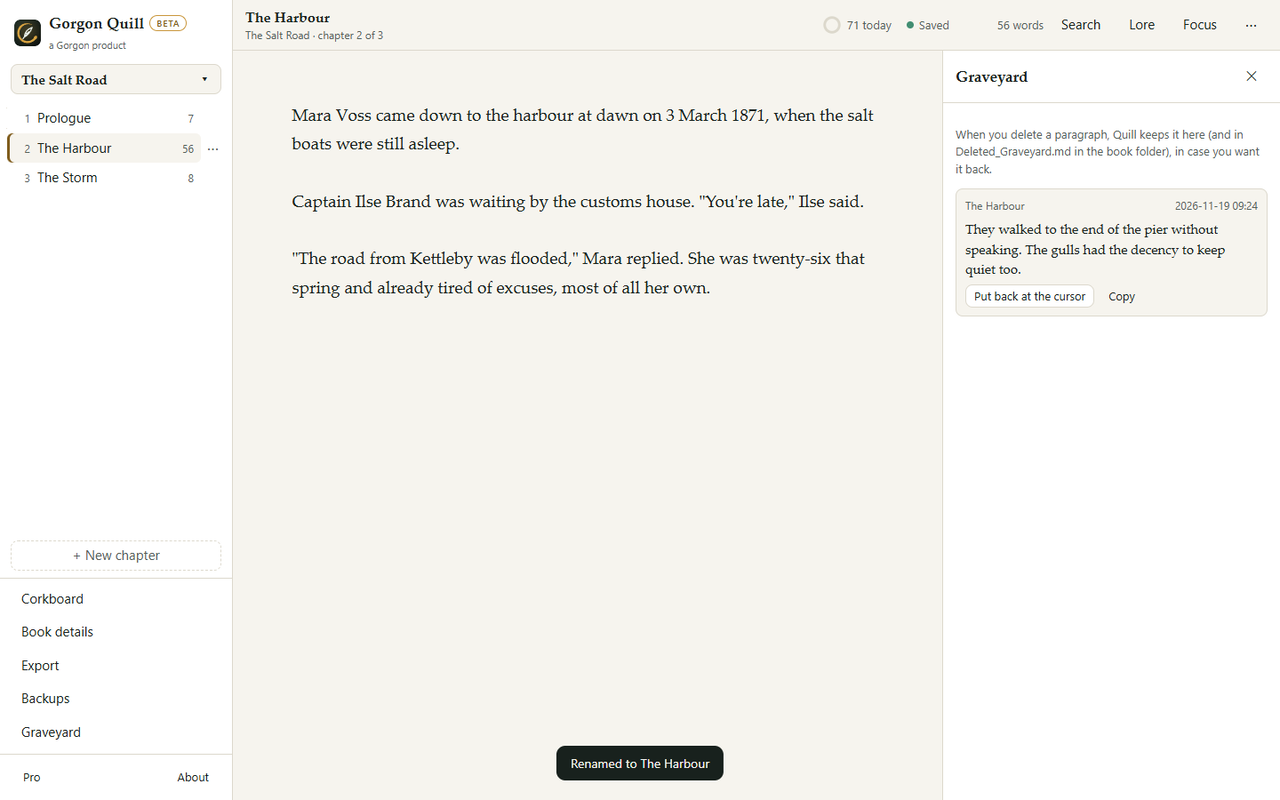 Gorgon Quill BETA
a Gorgon product
The Salt Road
1 Prologue 7
2 The Harbour 56 ...
3 The Storm 8
+ New chapter
Corkboard
Book details
Export
Backups
Graveyard
Pro About
The Harbour
The Salt Road · chapter 2 of 3
71 today Saved 56 words Search Lore Focus ...
Mara Voss came down to the harbour at dawn on 3 March 1871, when the salt
boats were still asleep.
Captain Ilse Brand was waiting by the customs house. "You're late," Ilse said.
"The road from Kettleby was flooded," Mara replied. She was twenty-six that
spring and already tired of excuses, most of all her own.
Renamed to The Harbour
Graveyard
When you delete a paragraph, Quill keeps it here (and in
Deleted_Graveyard.md in the book folder), in case you want
it back.
The Harbour 2026-11-19 09:24
They walked to the end of the pier without
speaking. The gulls had the decency to keep
quiet too.
Put back at the cursor Copy